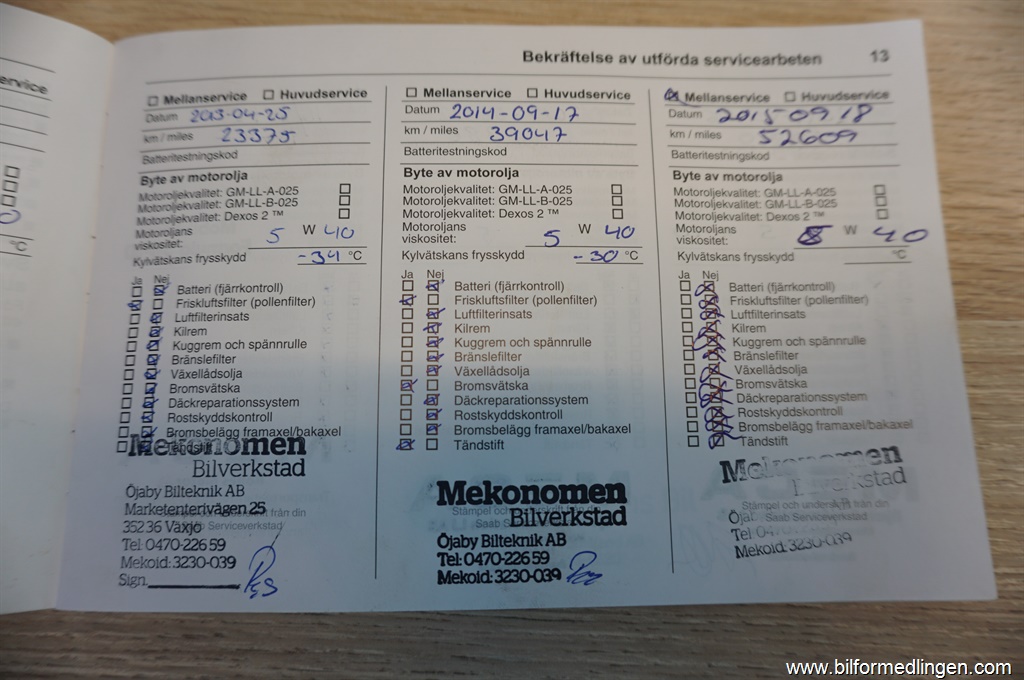 ervice
°C
Bekräftelse av utförda servicearbeten 13
Mellanservice Huvudservice
Datum 2013-04-25
km / miles 23375
Batteritestningskod
Byte av motorolja
Motoroljekvalitet: GM-LL-A-025
Motoroljekvalitet: GM-LL-B-025
Motoroljekvalitet: Dexos 2 ™
Motoroljans
viskositet: 5 W 40
Kylvätskans frysskydd -34 °C
Ja Nej
Batteri (fjärrkontroll)
Friskluftsfilter (pollenfilter)
Luftfilterinsats
Kilrem
Kuggrem och spännrulle
Bränslefilter
Växellådsolja
Bromsvätska
Däckreparationssystem
Rostskyddskontroll
Bromsbelägg framaxel/bakaxel
Mekonomen
Bilverkstad
Öjaby Bilteknik AB
Marketenterivägen 25
352 36 Växjö
Tel: 0470-226 59
Mekoid: 3230-039
Sign.
Mellanservice Huvudservice
Datum 2014-09-17
km / miles 39047
Batteritestningskod
Byte av motorolja
Motoroljekvalitet: GM-LL-A-025
Motoroljekvalitet: GM-LL-B-025
Motoroljekvalitet: Dexos 2 ™
Motoroljans
viskositet: 5 W 40
Kylvätskans frysskydd -30 °C
Ja Nej
Batteri (fjärrkontroll)
Friskluftsfilter (pollenfilter)
Luftfilterinsats
Kilrem
Kuggrem och spännrulle
Bränslefilter
Växellådsolja
Bromsvätska
Däckreparationssystem
Rostskyddskontroll
Bromsbelägg framaxel/bakaxel
Tändstift
Mekonomen
Bilverkstad
Öjaby Bilteknik AB
Tel: 0470-226 59
Mekoid: 3230-039
Mellanservice Huvudservice
Datum 2015 09 18
km / miles 52609
Batteritestningskod
Byte av motorolja
Motoroljekvalitet: GM-LL-A-025
Motoroljekvalitet: GM-LL-B-025
Motoroljekvalitet: Dexos 2 ™
Motoroljans
viskositet: 5 W 40
Kylvätskans frysskydd °C
Ja Nej
Batteri (fjärrkontroll)
Friskluftsfilter (pollenfilter)
Luftfilterinsats
Kilrem
Kuggrem och spännrulle
Bränslefilter
Växellådsolja
Bromsvätska
Däckreparationssystem
Rostskyddskontroll
Bromsbelägg framaxel/bakaxel
Tändstift
Mekonomen
Stämpel och underskrift från din
Saab Serviceverkstad
Mekoid: 3230-039
www.bilformedlingen.com